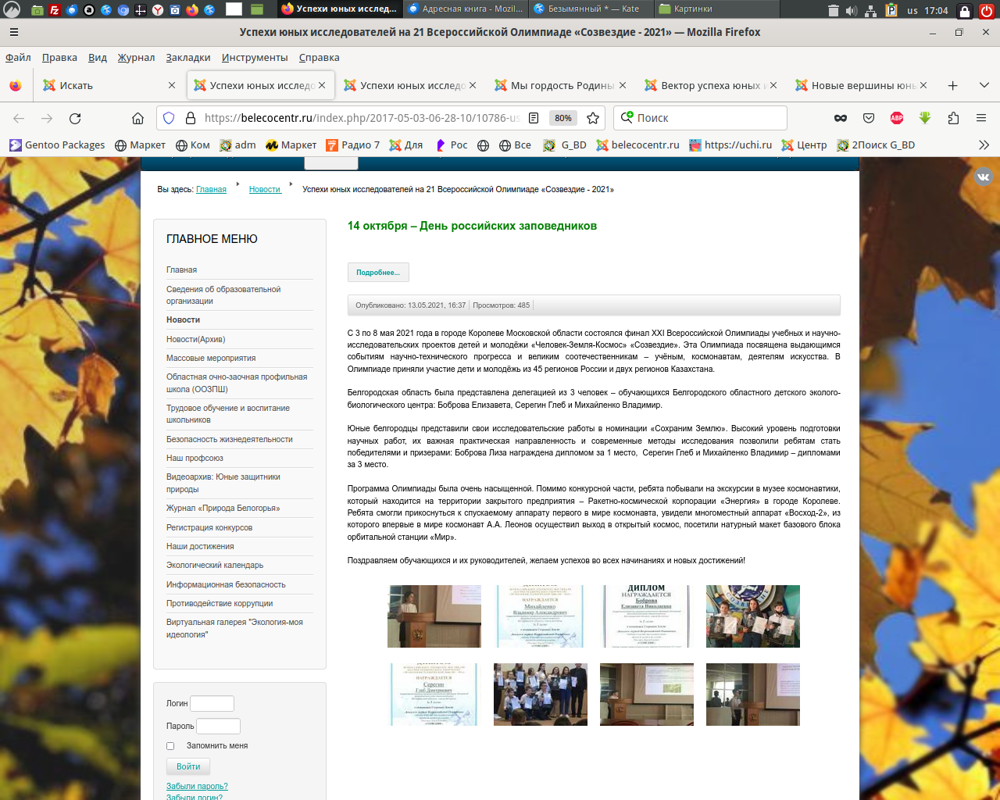 Успехи юных исслед...
Адресная книга - Mozil...
Безымянный * — Kate
Картинки
us 17:04
Успехи юных исследователей на 21 Всероссийской Олимпиаде «Созвездие - 2021» — Mozilla Firefox
Файл Правка Вид Журнал Закладки Инструменты Справка
Искать
Успехи юных исследо
Успехи юных исследо
Мы гордость Родины
Вектор успеха юных и
Новые вершины юны
https://belecocentr.ru/index.php/2017-05-03-06-28-10/10786-us
80%
Поиск
ABP
Gentoo Packages Маркет Ком adm Маркет Радио 7 Для Рос Все G_BD belecocentr.ru https://uchi.ru Центр 2Поиск G_BD
Вы здесь: Главная Новости Успехи юных исследователей на 21 Всероссийской Олимпиаде «Созвездие - 2021»
ГЛАВНОЕ МЕНЮ
Главная
Сведения об образовательной
организации
Новости
Новости(Архив)
Массовые мероприятия
Областная очно-заочная профильная
школа (ООЗПШ)
Трудовое обучение и воспитание
школьников
Безопасность жизнедеятельности
Наш профсоюз
Видеоархив: Юные защитники
природы
Журнал «Природа Белогорья»
Регистрация конкурсов
Наши достижения
Экологический календарь
Информационная безопасность
Противодействие коррупции
Виртуальная галерея "Экология-моя
идеология"
Логин
Пароль
Запомнить меня
Войти
Забыли пароль?
Забыли логин?
14 октября – День российских заповедников
Подробнее...
Опубликовано: 13.05.2021, 16:37 Просмотров: 485
С 3 по 8 мая 2021 года в городе Королеве Московской области состоялся финал XXI Всероссийской Олимпиады учебных и научно-
исследовательских проектов детей и молодёжи «Человек-Земля-Космос» «Созвездие». Эта Олимпиада посвящена выдающимся
событиям научно-технического прогресса и великим соотечественникам – учёным, космонавтам, деятелям искусства. В
Олимпиаде приняли участие дети и молодёжь из 45 регионов России и двух регионов Казахстана.
Белгородская область была представлена делегацией из 3 человек – обучающихся Белгородского областного детского эколого-
биологического центра: Боброва Елизавета, Серегин Глеб и Михайленко Владимир.
Юные белгородцы представили свои исследовательские работы в номинации «Сохраним Землю». Высокий уровень подготовки
научных работ, их важная практическая направленность и современные методы исследования позволили ребятам стать
победителями и призерами: Боброва Лиза награждена дипломом за 1 место, Серегин Глеб и Михайленко Владимир – дипломами
за 3 место.
Программа Олимпиады была очень насыщенной. Помимо конкурсной части, ребята побывали на экскурсии в музее космонавтики,
который находится на территории закрытого предприятия – Ракетно-космической корпорации «Энергия» в городе Королеве.
Ребята смогли прикоснуться к спускаемому аппарату первого в мире космонавта, увидели многоместный аппарат «Восход-2», из
которого впервые в мире космонавт А.А. Леонов осуществил выход в открытый космос, посетили натурный макет базового блока
орбитальной станции «Мир».
Поздравляем обучающихся и их руководителей, желаем успехов во всех начинаниях и новых достижений!
НАГРАЖДАЕТСЯ
Михайленко
Владимир Александрович
ДИПЛОМ
НАГРАЖДАЕТСЯ
Боброва
Елизавета Николаевна
НАГРАЖДАЕТСЯ
Серегин
Глеб Дмитриевич